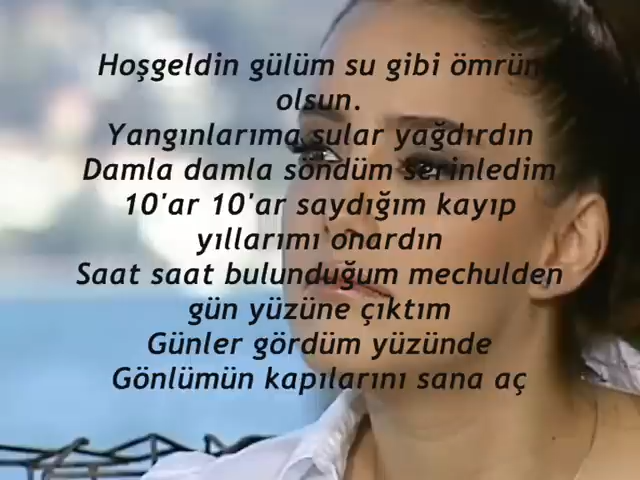 Hoşgeldin gülüm su gibi ömrün
olsun.
Yangınlarıma sular yağdırdın
Damla damla söndüm serinledim
10'ar 10'ar saydığım kayıp
yıllarımı onardın
Saat saat bulunduğum mechulden
gün yüzüne çıktım
Günler gördüm yüzünde
Gönlümün kapılarını sana aç